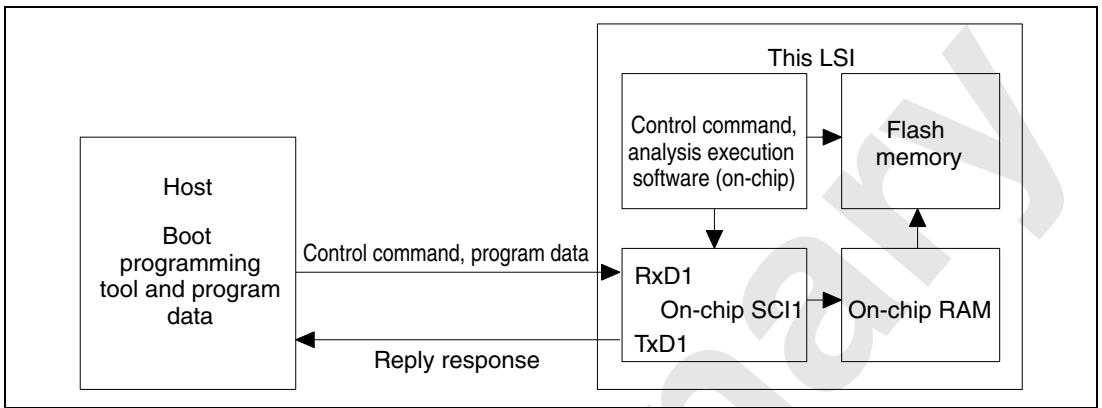 This LSI
Control command,
analysis execution
software (on-chip)
Flash
memory
Host
Boot
programming
tool and program
data
Control command, program data
RxD1
On-chip SCI1
TxD1
On-chip RAM
Reply response